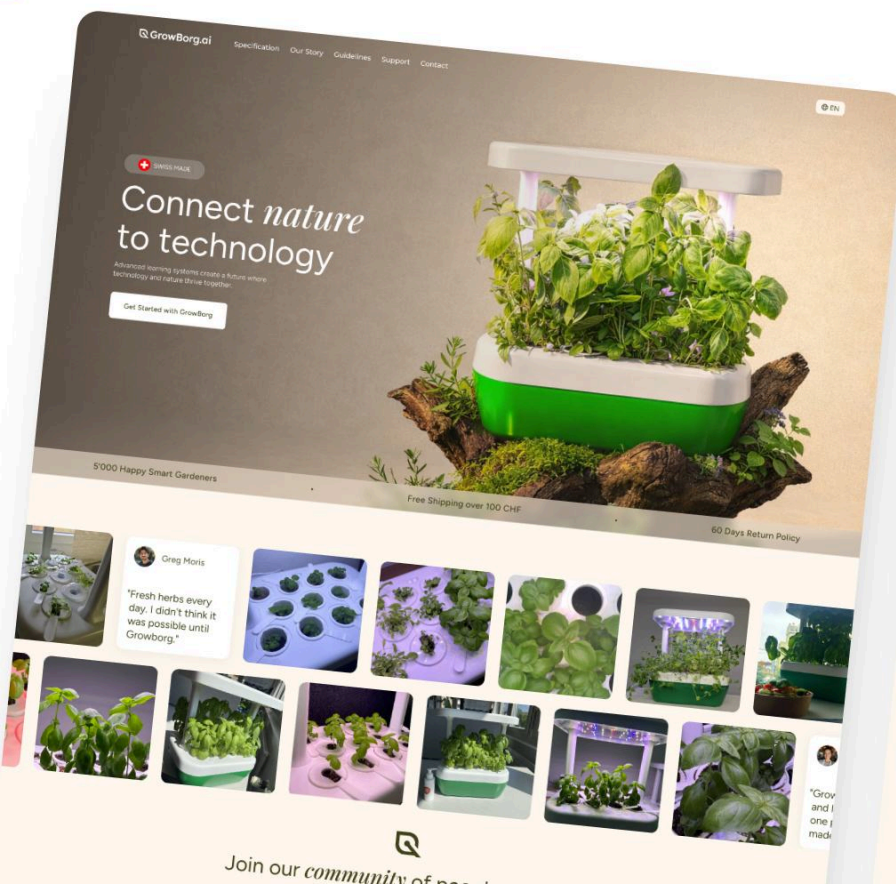 GrowBorg.ai
Specification
Our Story
Guidelines
Support
Contact
EN
SWISS MADE
Connect nature
to technology
Advanced learning systems create a future where
technology and nature thrive together.
Get Started with GrowBorg
5'000 Happy Smart Gardeners
Free Shipping over 100 CHF
60 Days Return Policy
Greg Moris
"Fresh herbs every
day. I didn't think it
was possible until
Growborg."
and
one
Join our community of